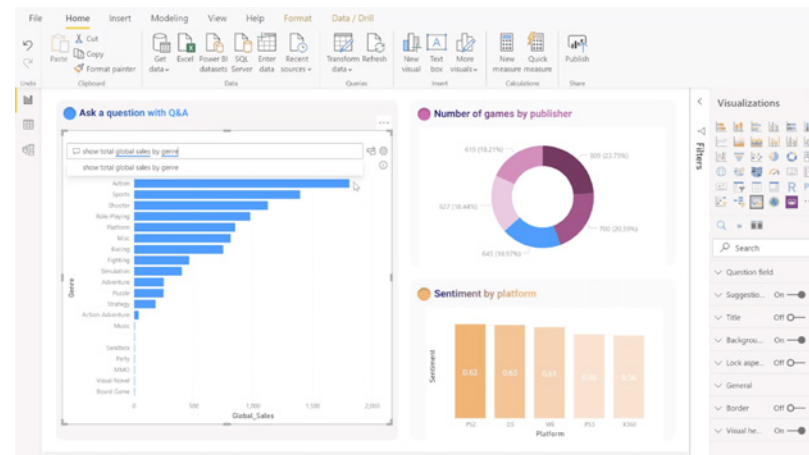 File Home Insert Modeling View Help Format Data / Drill
Cut
Copy
Format painter
Paste
Get data
Excel
Power BI datasets
SQL Server
Enter data
Recent sources
Transform data
Refresh
New visual
Text box
More visuals
New measure
Quick measure
Publish
Undo Clipboard Data Queries Insert Calculations Share
Ask a question with Q&A
show total global sales by genre
show total global sales by genre
Genre
Action
Sports
Shooter
Role-Playing
Platform
Misc
Racing
Fighting
Simulation
Adventure
Puzzle
Strategy
Action-Adventure
Music
Sandbox
Party
MMO
Visual Novel
Board Game
0 500 1,000 1,500 2,000
Global_Sales
Number of games by publisher
619 (18.21%)
809 (23.79%)
627 (18.44%)
700 (20.59%)
645 (18.97%)
Sentiment by platform
Sentiment
0.63 0.63 0.61
PS2 DS Wii PS3 X360
Platform
Filters
Visualizations
R
Search
Question field
Suggestio... On
Title Off
Backgrou... On
Lock aspe... Off
General
Border Off
Visual he... On